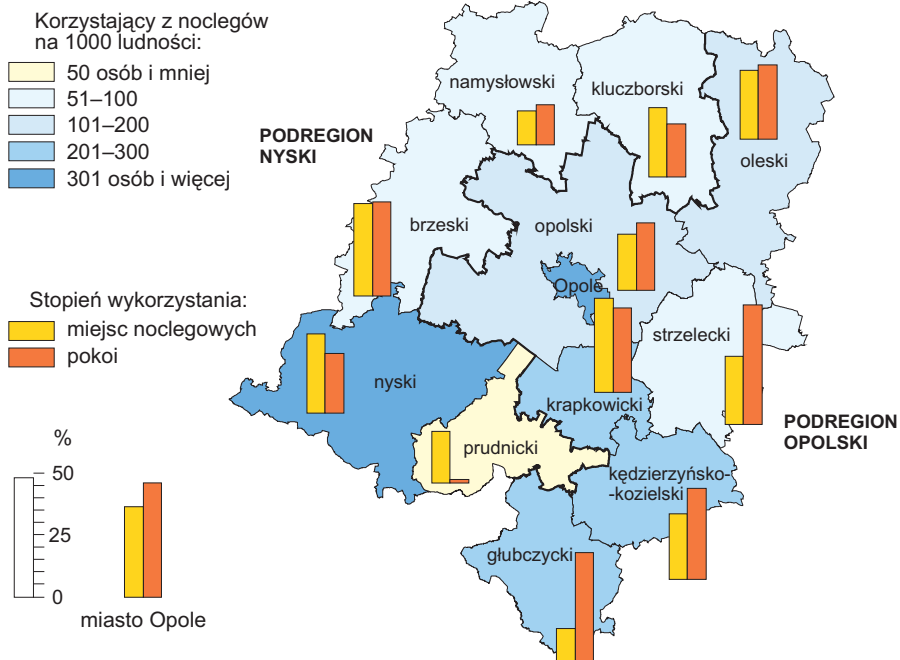 Korzystający z noclegów
na 1000 ludności:
50 osób i mniej
51–100
101–200
201–300
301 osób i więcej
PODREGION
NYSKI
namysłowski
kluczborski
oleski
brzeski
opolski
Opole
Stopień wykorzystania:
miejsc noclegowych
pokoi
strzelecki
nyski
krapkowicki
PODREGION
OPOLSKI
prudnicki
kędzierzyńsko-
-kozielski
głubczycki
%
50
25
0
miasto Opole